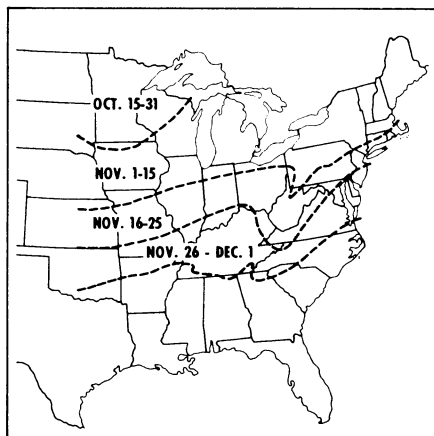 OCT. 15-31
NOV. 1-15
NOV. 16-25
NOV. 26 - DEC. 1